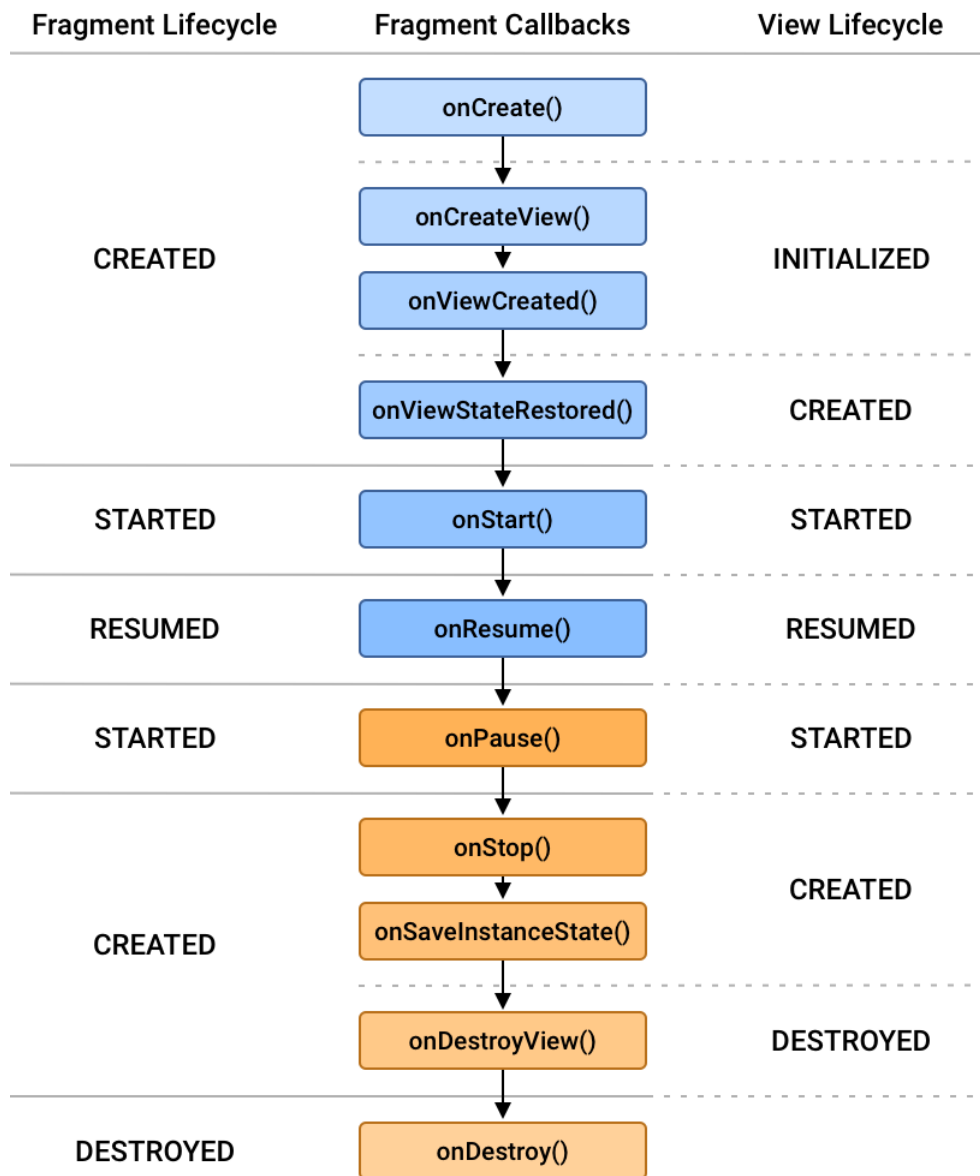 Fragment Lifecycle Fragment Callbacks View Lifecycle
onCreate()
onCreateView()
CREATED INITIALIZED
onViewCreated()
onViewStateRestored() CREATED
STARTED onStart() STARTED
RESUMED onResume() RESUMED
STARTED onPause() STARTED
onStop()
CREATED
onSaveInstanceState()
CREATED
onDestroyView() DESTROYED
DESTROYED onDestroy()